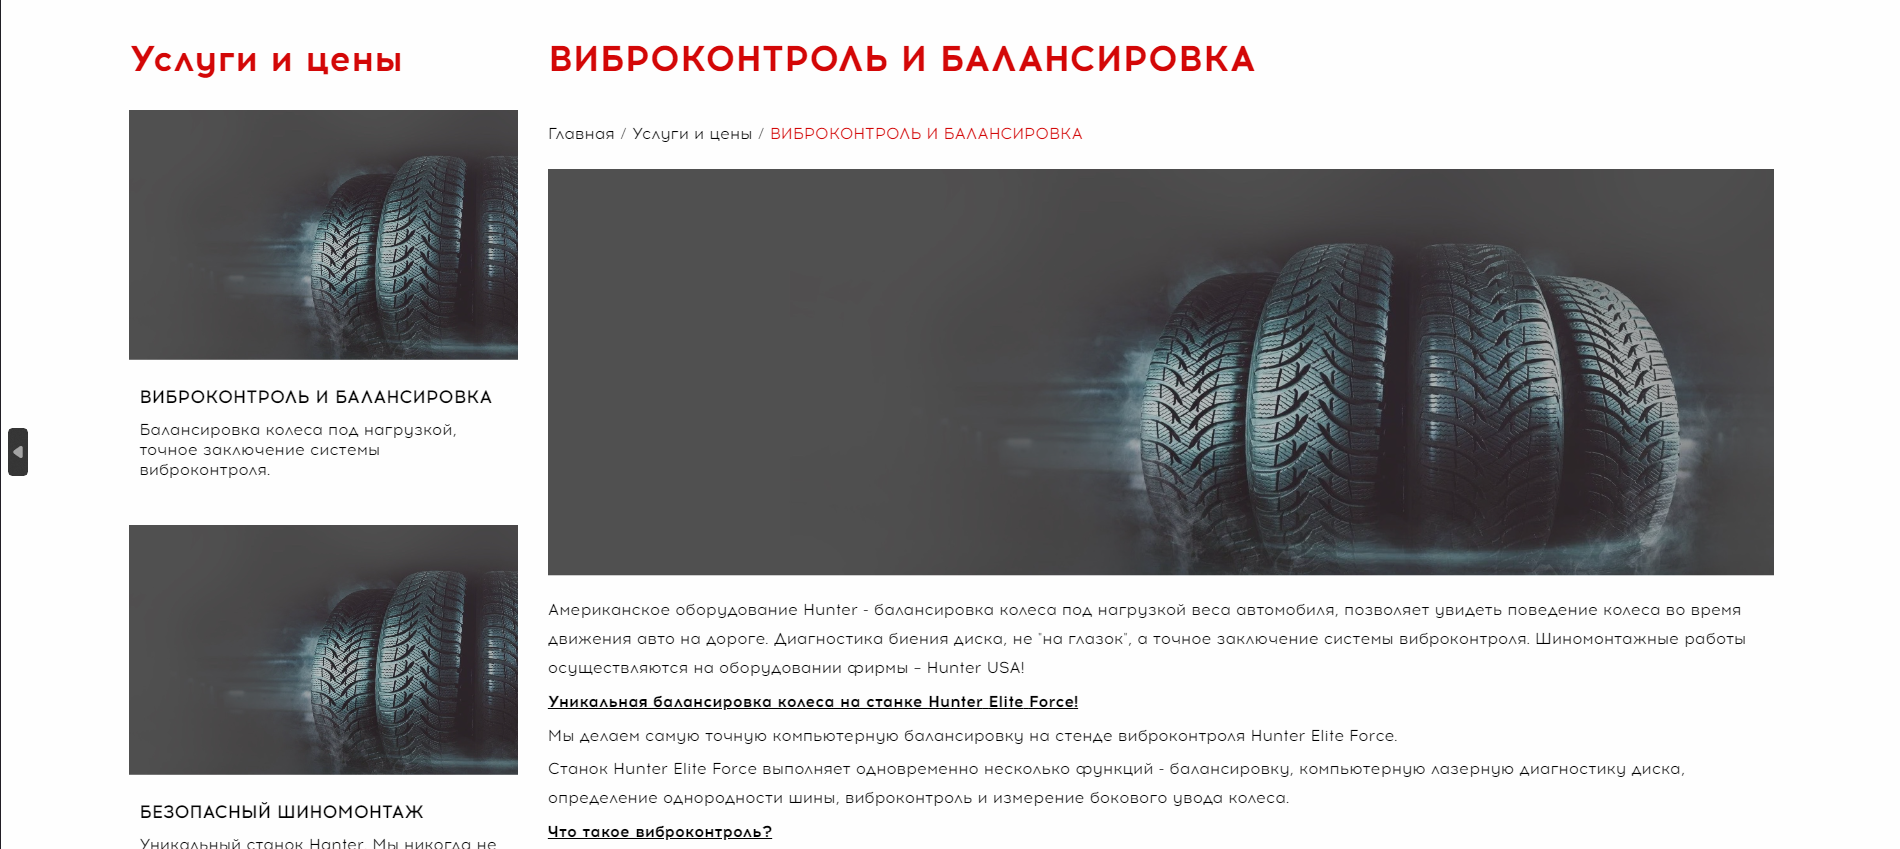 Услуги и цены
ВИБРОКОНТРОЛЬ И БАЛАНСИРОВКА
Балансировка колеса под нагрузкой,
точное заключение системы
виброконтроля.
БЕЗОПАСНЫЙ ШИНОМОНТАЖ
Уникальный станок Hanter. Мы никогда не
ВИБРОКОНТРОЛЬ И БАЛАНСИРОВКА
Главная / Услуги и цены / ВИБРОКОНТРОЛЬ И БАЛАНСИРОВКА
Американское оборудование Hunter - балансировка колеса под нагрузкой веса автомобиля, позволяет увидеть поведение колеса во время
движения авто на дороге. Диагностика биения диска, не "на глазок", а точное заключение системы виброконтроля. Шиномонтажные работы
осуществляются на оборудовании фирмы – Hunter USA!
Уникальная балансировка колеса на станке Hunter Elite Force!
Мы делаем самую точную компьютерную балансировку на стенде виброконтроля Hunter Elite Force.
Станок Hunter Elite Force выполняет одновременно несколько функций - балансировку, компьютерную лазерную диагностику диска,
определение однородности шины, виброконтроль и измерение бокового увода колеса.
Что такое виброконтроль?